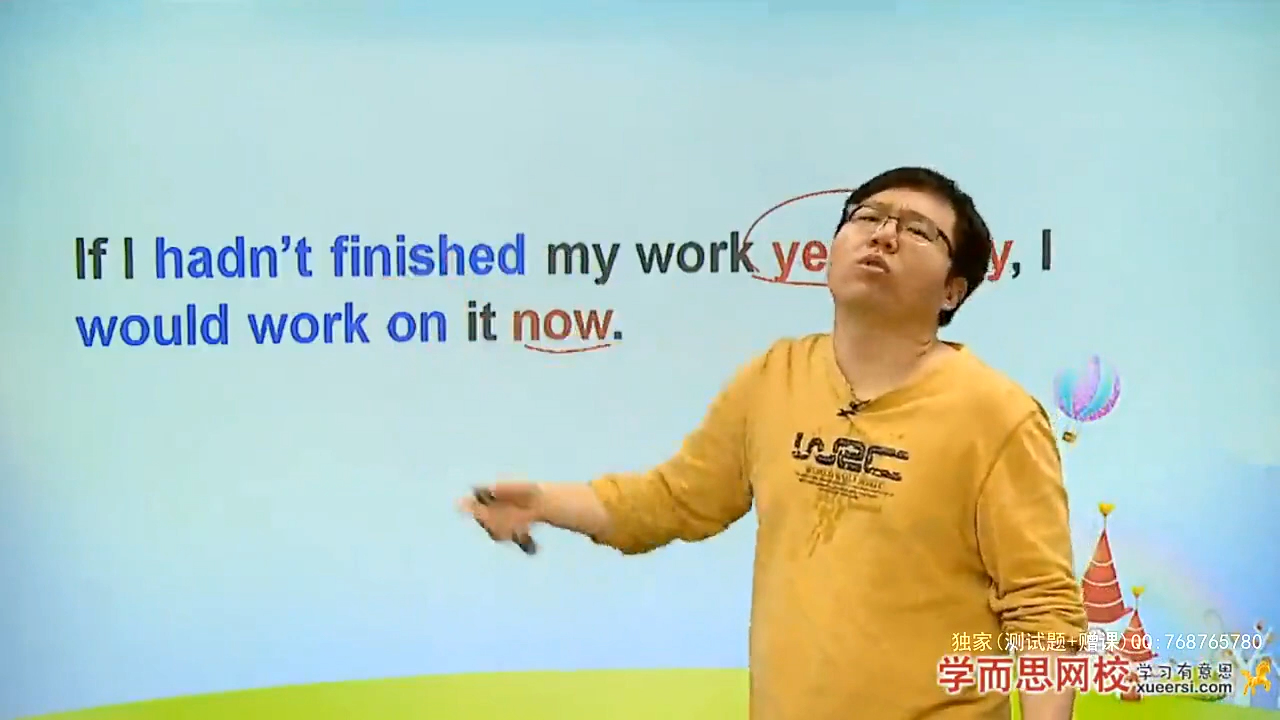 If I hadn't finished my work , I
would work on it now.
独家(测试题+赠课)QQ:768765780
学而思网校
学习有意思
xueersi.com